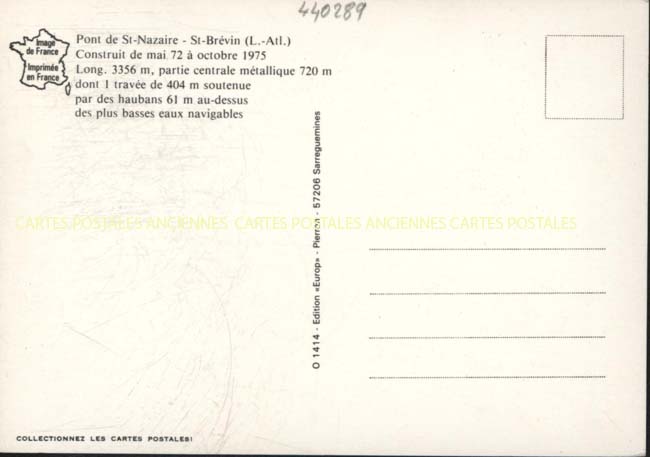 440289
Image
de France
Imprimée
en France
Pont de St-Nazaire - St-Brévin (L.-Atl.)
Construit de mai 72 à octobre 1975
Long. 3356 m, partie centrale métallique 720 m
dont 1 travée de 404 m soutenue
par des haubans 61 m au-dessus
des plus basses eaux navigables
O 1414 - Edition «Europ» - Pierron - 57206 Sarreguemines
CARTES POSTALES ANCIENNES CARTES POSTALES ANCIENNES CARTES POSTALES ANCIENNES
COLLECTIONNEZ LES CARTES POSTALES!